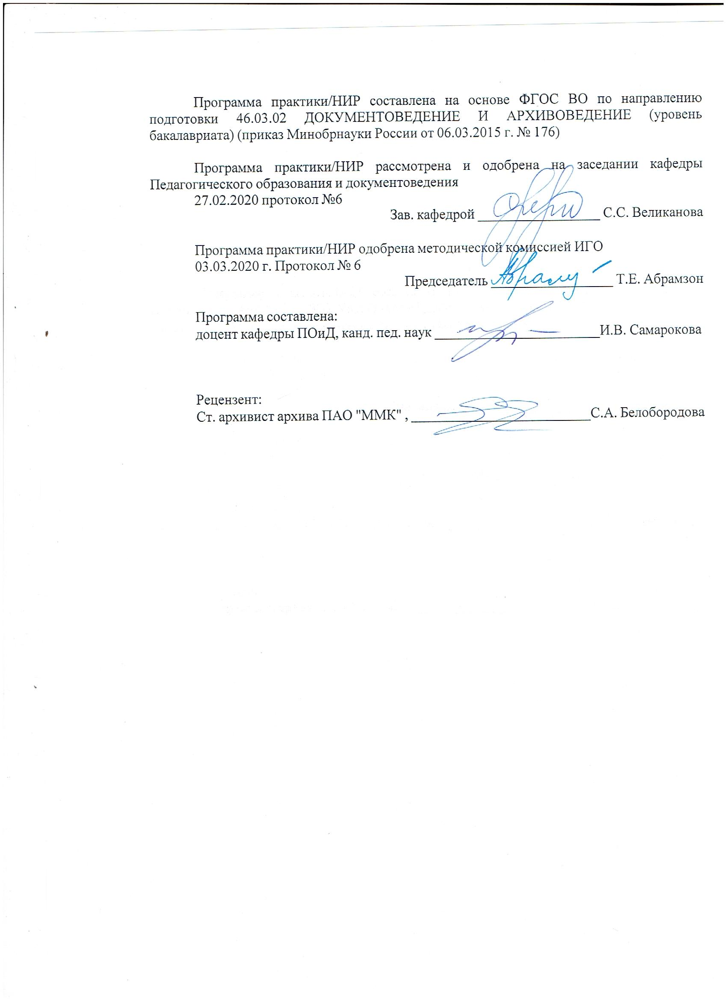 Программа практики/НИР составлена на основе ФГОС ВО по направлению
подготовки 46.03.02 ДОКУМЕНТОВЕДЕНИЕ И АРХИВОВЕДЕНИЕ (уровень
бакалавриата) (приказ Минобрнауки России от 06.03.2015 г. № 176)
Программа практики/НИР рассмотрена и одобрена на заседании кафедры
Педагогического образования и документоведения
27.02.2020 протокол №6
Зав. кафедрой ________________ С.С. Великанова
Программа практики/НИР одобрена методической комиссией ИГО
03.03.2020 г. Протокол № 6
Председатель ________________ Т.Е. Абрамзон
Программа составлена:
доцент кафедры ПОиД, канд. пед. наук ______________________И.В. Самарокова
Рецензент:
Ст. архивист архива ПАО "ММК" , ________________________С.А. Белобородова